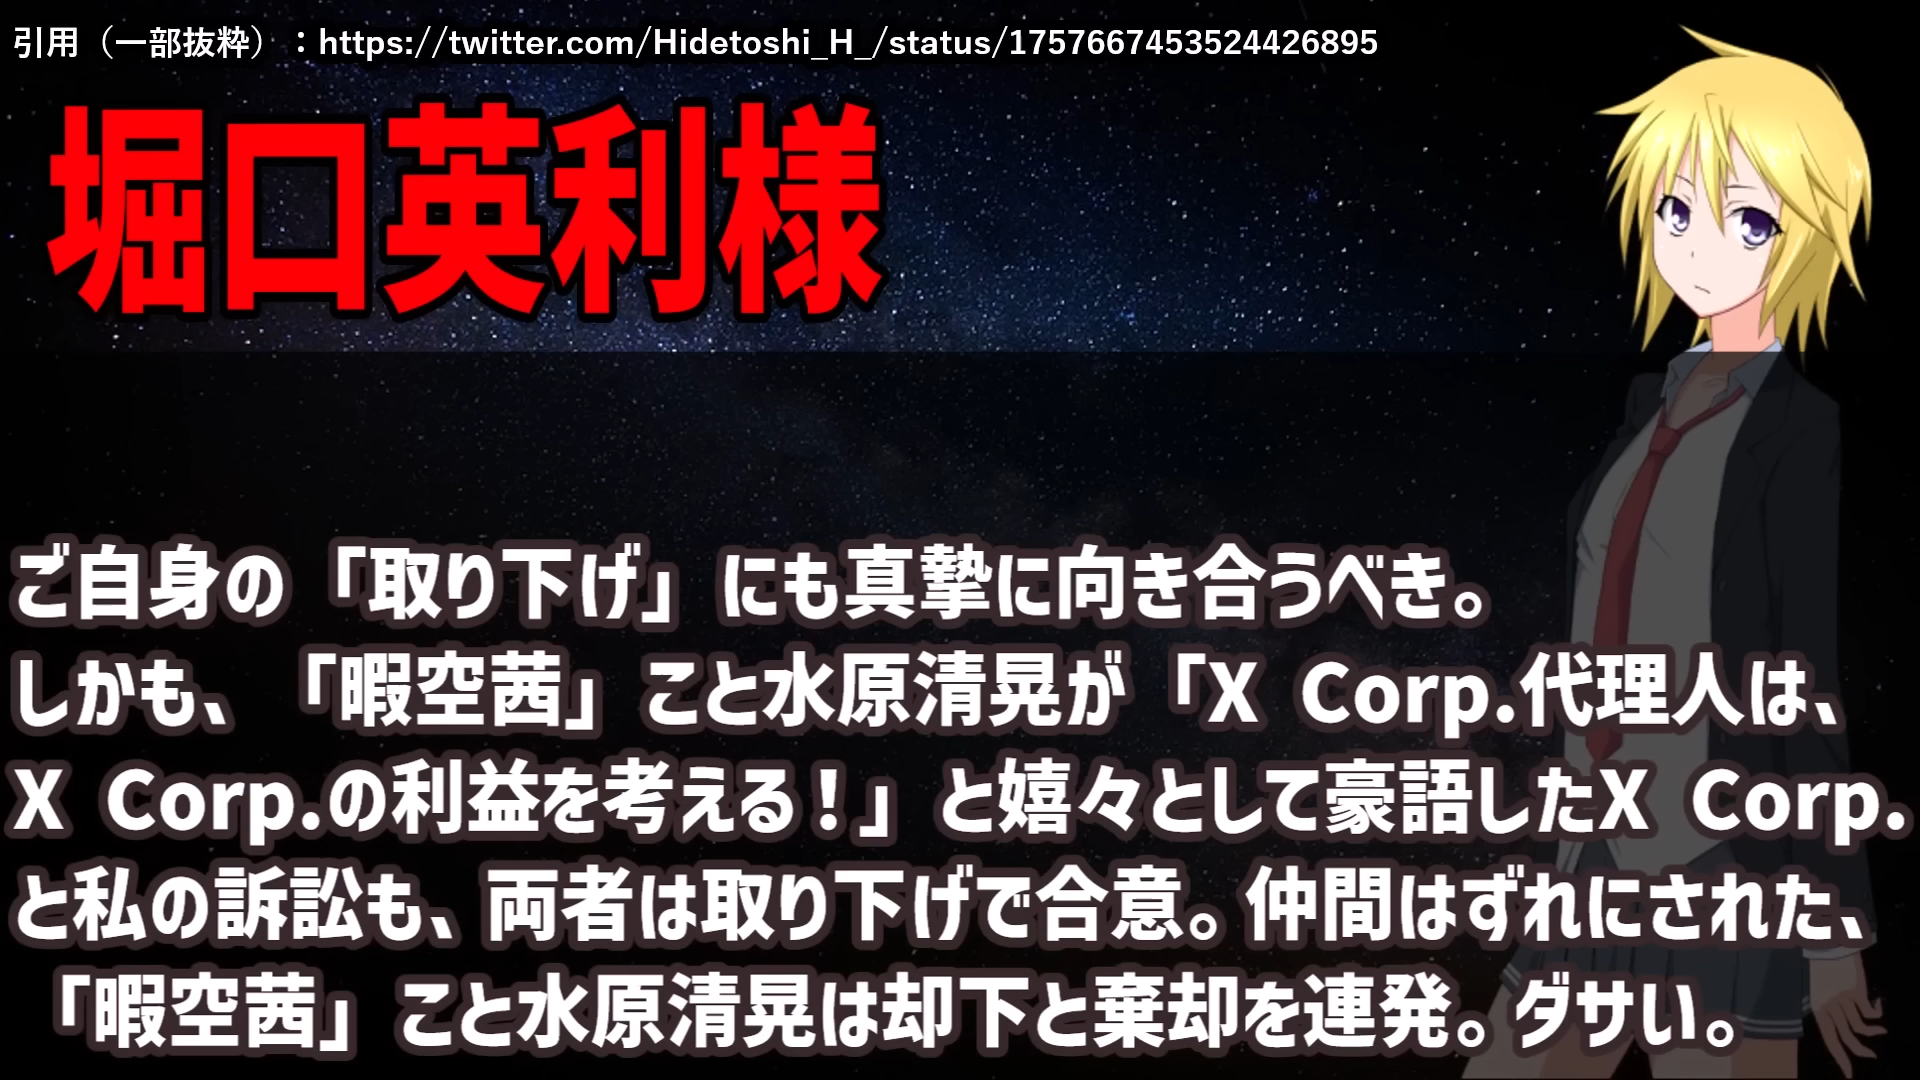 引用（一部抜粋）：https://twitter.com/Hidetoshi_H_/status/1757667453524426895
堀口英利様
ご自身の「取り下げ」にも真摯に向き合うべき。
しかも、「暇空茜」こと水原清晃が「X Corp.代理人は、
X Corp.の利益を考える！」と嬉々として豪語したX Corp.
と私の訴訟も、両者は取り下げで合意。仲間はずれにされた、
「暇空茜」こと水原清晃は却下と棄却を連発。ダサい。